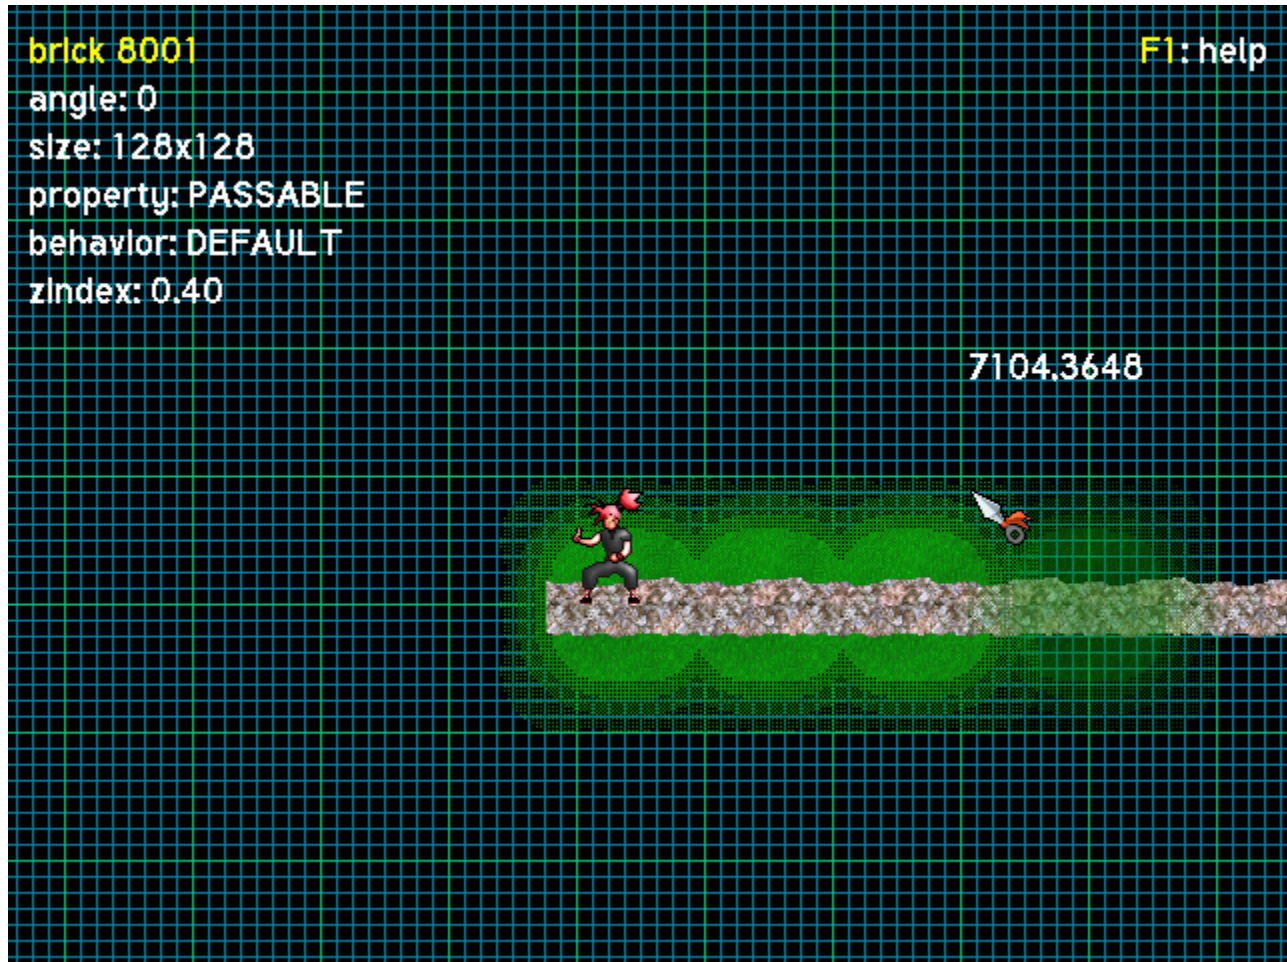 brick 8001
F1: help
angle: 0
size: 128x128
property: PASSABLE
behavior: DEFAULT
zindex: 0.40
7104,3648